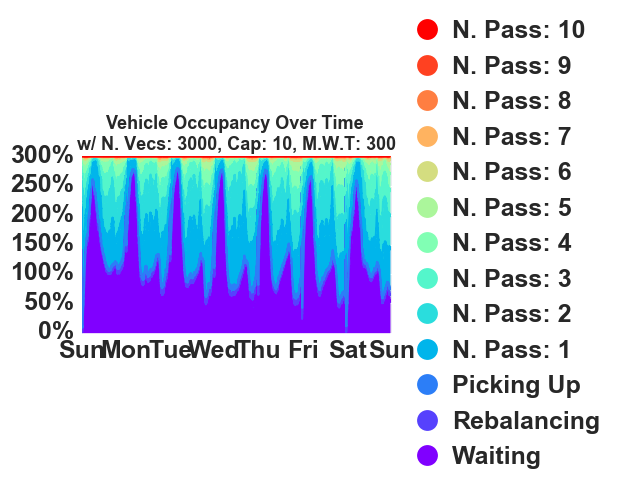 Vehicle Occupancy Over Time
w/ N. Vecs: 3000, Cap: 10, M.W.T: 300
300%
250%
200%
150%
100%
50%
0%
Sun Mon Tue Wed Thu Fri Sat Sun
N. Pass: 10
N. Pass: 9
N. Pass: 8
N. Pass: 7
N. Pass: 6
N. Pass: 5
N. Pass: 4
N. Pass: 3
N. Pass: 2
N. Pass: 1
Picking Up
Rebalancing
Waiting